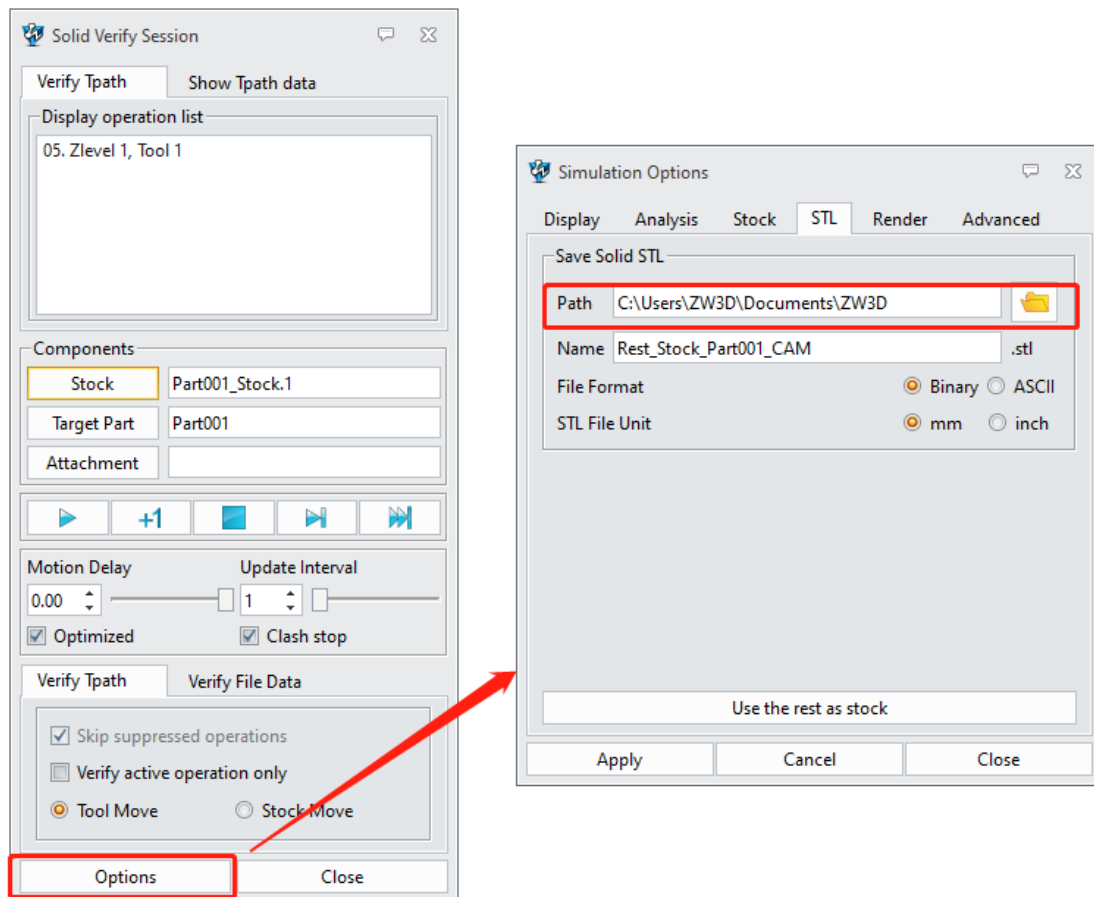 Solid Verify Session
Verify Tpath
Show Tpath data
Display operation list
05. Zlevel 1, Tool 1
Components
Stock
Part001_Stock.1
Target Part
Part001
Attachment
+1
Motion Delay
Update Interval
0.00
1
Optimized
Clash stop
Verify Tpath
Verify File Data
Skip suppressed operations
Verify active operation only
Tool Move
Stock Move
Options
Close
Simulation Options
Display
Analysis
Stock
STL
Render
Advanced
Save Solid STL
Path
C:\Users\ZW3D\Documents\ZW3D
Name
Rest_Stock_Part001_CAM
.stl
File Format
Binary
ASCII
STL File Unit
mm
inch
Use the rest as stock
Apply
Cancel
Close